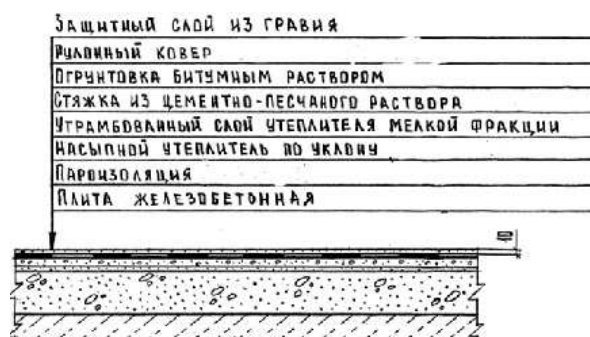 ЗАЩИТНЫЙ СЛОЙ ИЗ ГРАВИЯ
РУЛОННЫЙ КОВЕР
ОГРУНТОВКА БИТУМНЫМ РАСТВОРОМ
СТЯЖКА ИЗ ЦЕМЕНТНО-ПЕСЧАНОГО РАСТВОРА
УТРАМБОВАННЫЙ СЛОЙ УТЕПЛИТЕЛЯ МЕЛКОЙ ФРАКЦИИ
НАСЫПНОЙ УТЕПЛИТЕЛЬ ПО УКЛОНУ
ПАРОИЗОЛЯЦИЯ
ПЛИТА ЖЕЛЕЗОБЕТОННАЯ